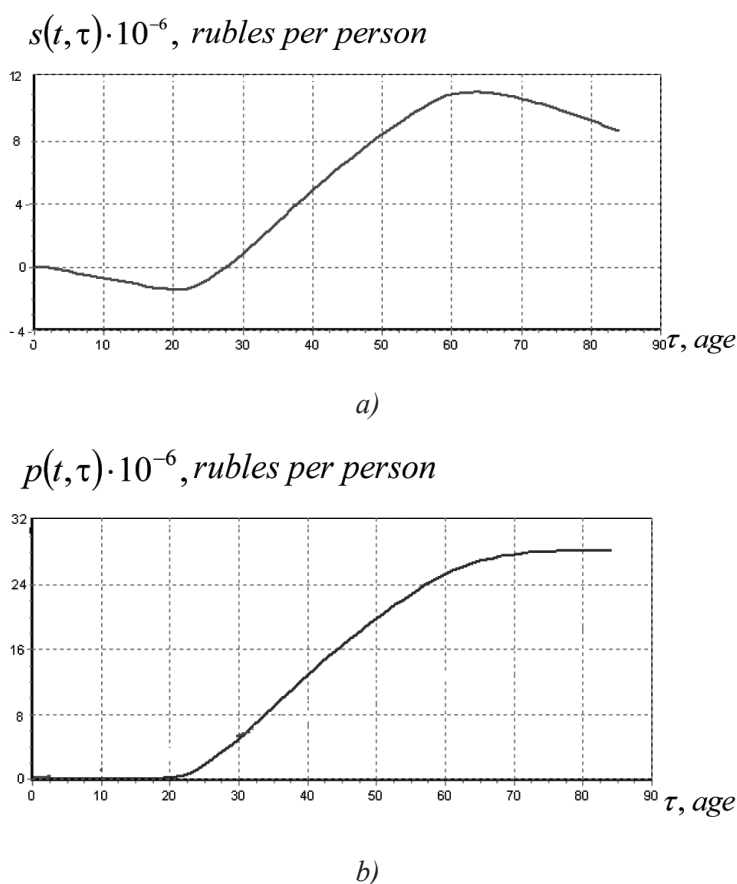 s(t,τ)·10⁻⁶, rubles per person
12
8
4
0
-4
0 10 20 30 40 50 60 70 80 90 τ, age
a)
p(t,τ)·10⁻⁶, rubles per person
32
24
16
8
0
0 10 20 30 40 50 60 70 80 90 τ, age
b)